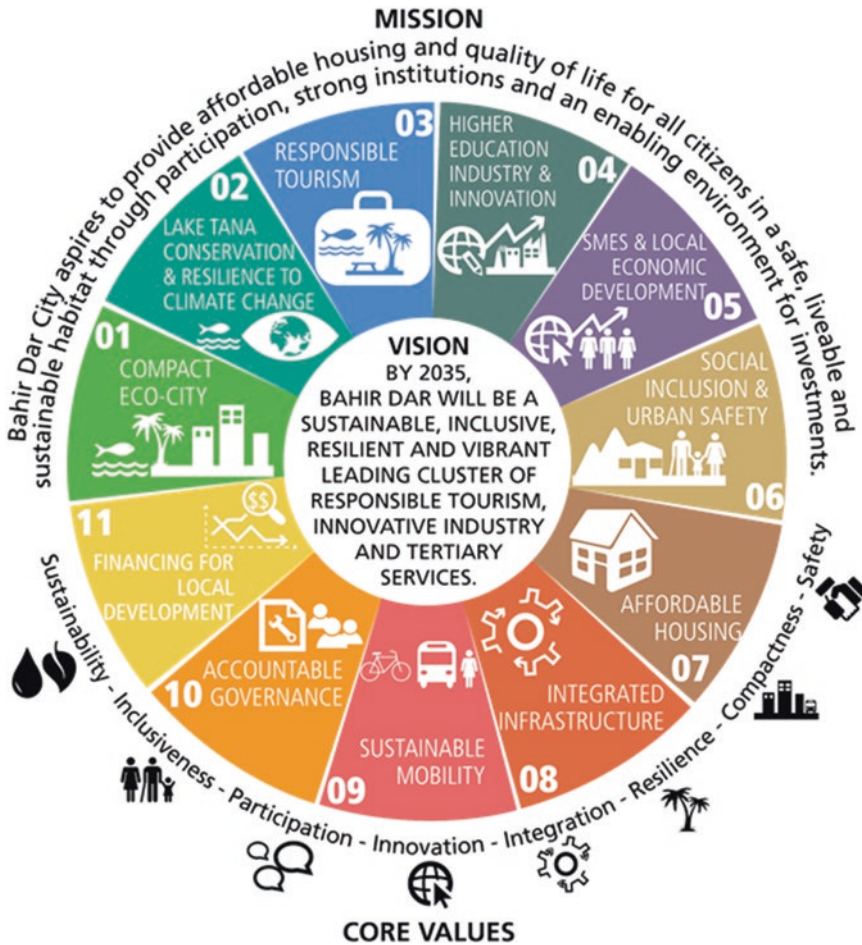 MISSION
Bahir Dar City aspires to provide affordable housing and quality of life for all citizens in a safe, liveable and
sustainable habitat through participation, strong institutions and an enabling environment for investments.
01
COMPACT
ECO-CITY
02
LAKE TANA
CONSERVATION
& RESILIENCE TO
CLIMATE CHANGE
03
RESPONSIBLE
TOURISM
HIGHER
EDUCATION
INDUSTRY &
INNOVATION
04
SMES & LOCAL
ECONOMIC
DEVELOPMENT
05
SOCIAL
INCLUSION &
URBAN SAFETY
06
AFFORDABLE
HOUSING
07
INTEGRATED
INFRASTRUCTURE
08
SUSTAINABLE
MOBILITY
09
ACCOUNTABLE
GOVERNANCE
10
11
$$
FINANCING FOR
LOCAL
DEVELOPMENT
VISION
BY 2035,
BAHIR DAR WILL BE A
SUSTAINABLE, INCLUSIVE,
RESILIENT AND VIBRANT
LEADING CLUSTER OF
RESPONSIBLE TOURISM,
INNOVATIVE INDUSTRY
AND TERTIARY
SERVICES.
Sustainability - Inclusiveness - Participation - Innovation - Integration - Resilience - Compactness - Safety
CORE VALUES